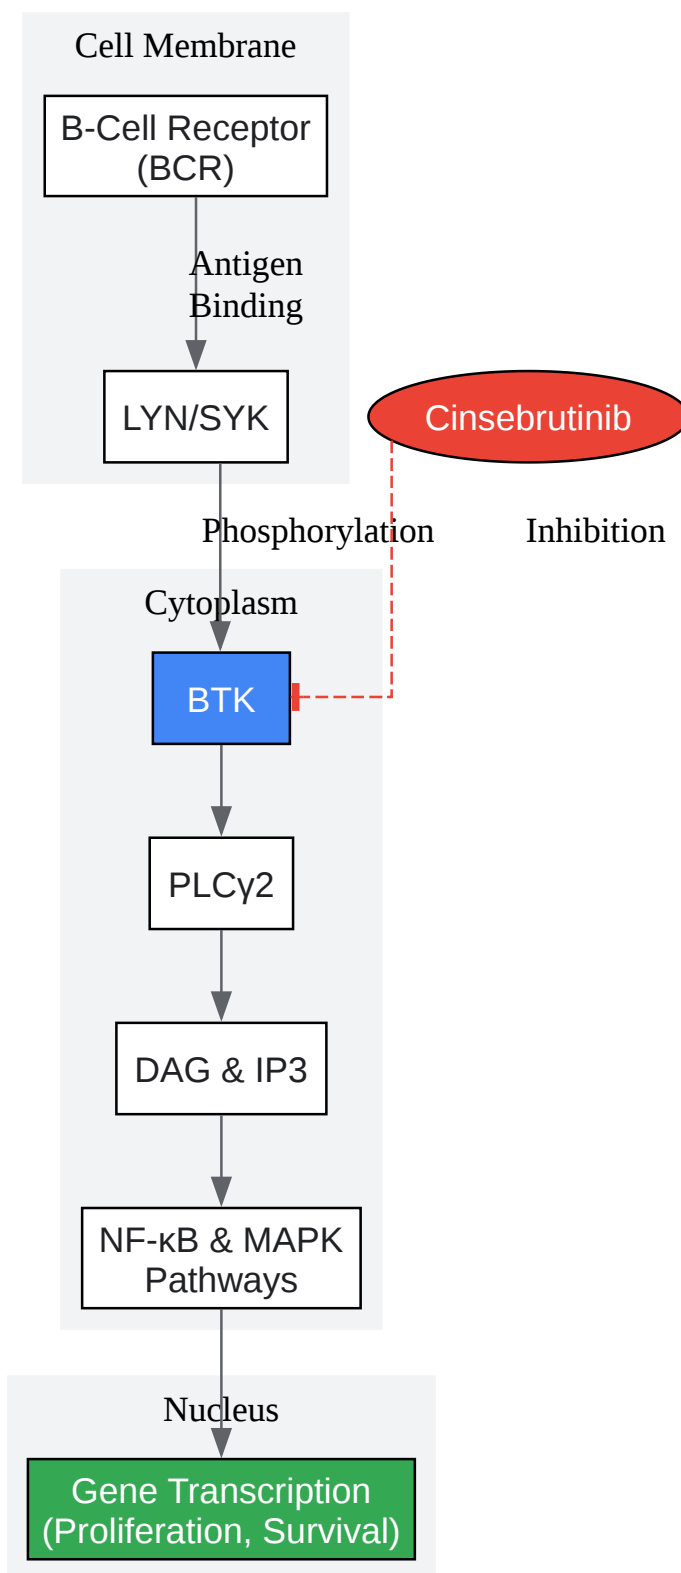 Cell Membrane
B-Cell Receptor
(BCR)
Antigen
Binding
LYN/SYK
Cinsebrutinib
Phosphorylation
Inhibition
Cytoplasm
BTK
PLCγ2
DAG & IP3
NF-κB & MAPK
Pathways
Nucleus
Gene Transcription
(Proliferation, Survival)